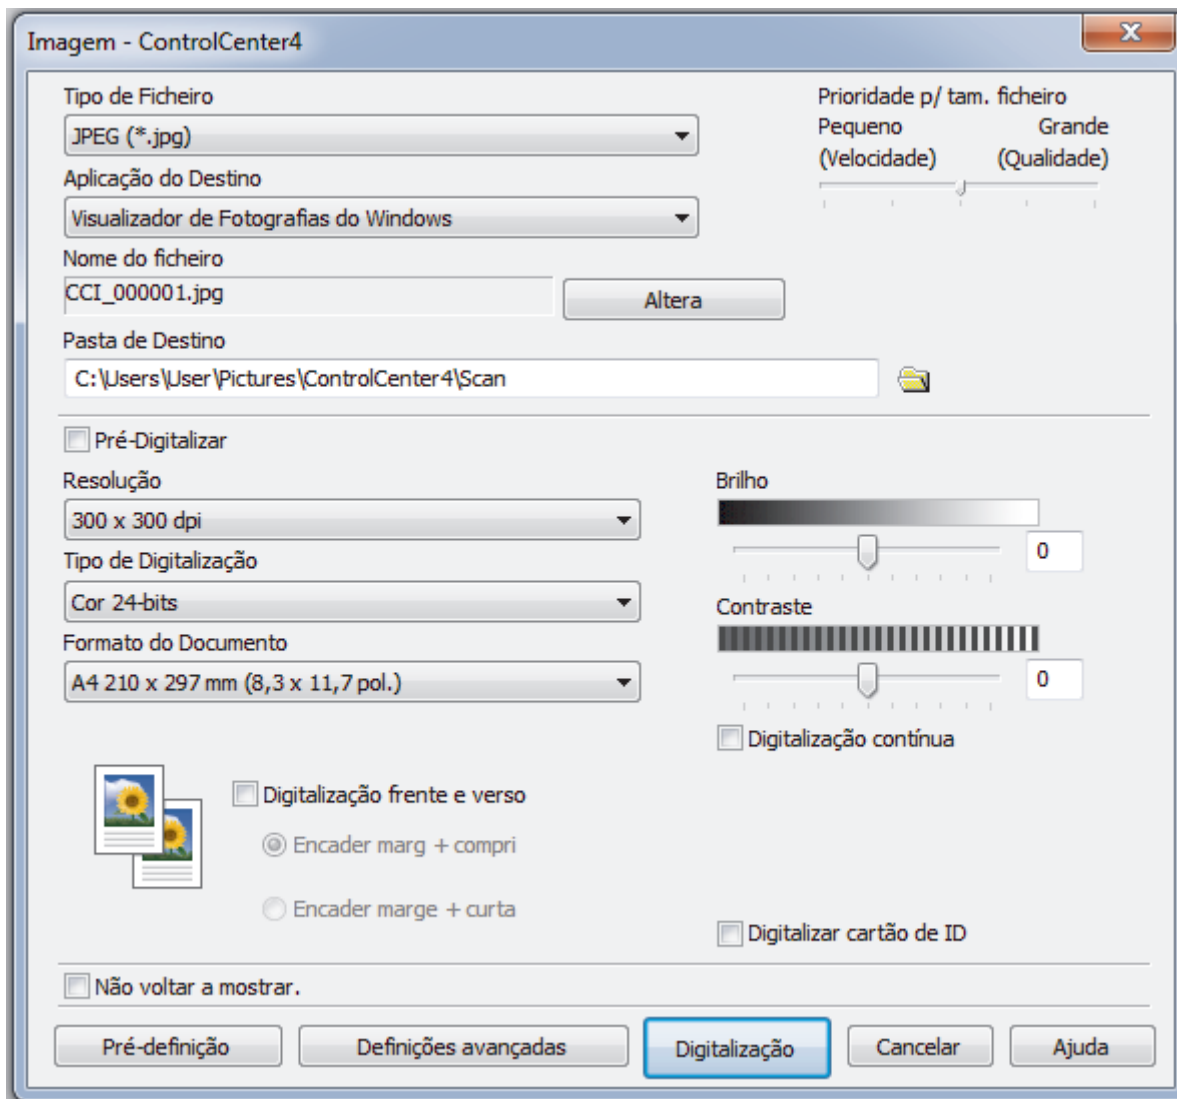 Imagem - ControlCenter4
Tipo de Ficheiro
JPEG (*.jpg)
Prioridade p/ tam. ficheiro
Pequeno Grande
(Velocidade) (Qualidade)
Aplicação do Destino
Visualizador de Fotografias do Windows
Nome do ficheiro
CCI_000001.jpg
Altera
Pasta de Destino
C:\Users\User\Pictures\ControlCenter4\Scan
Pré-Digitalizar
Resolução
300 x 300 dpi
Tipo de Digitalização
Cor 24-bits
Formato do Documento
A4 210 x 297 mm (8,3 x 11,7 pol.)
Brilho
0
Contraste
0
Digitalização contínua
Digitalização frente e verso
Encader marg + compri
Encader marge + curta
Digitalizar cartão de ID
Não voltar a mostrar.
Pré-definição Definições avançadas Digitalização Cancelar Ajuda